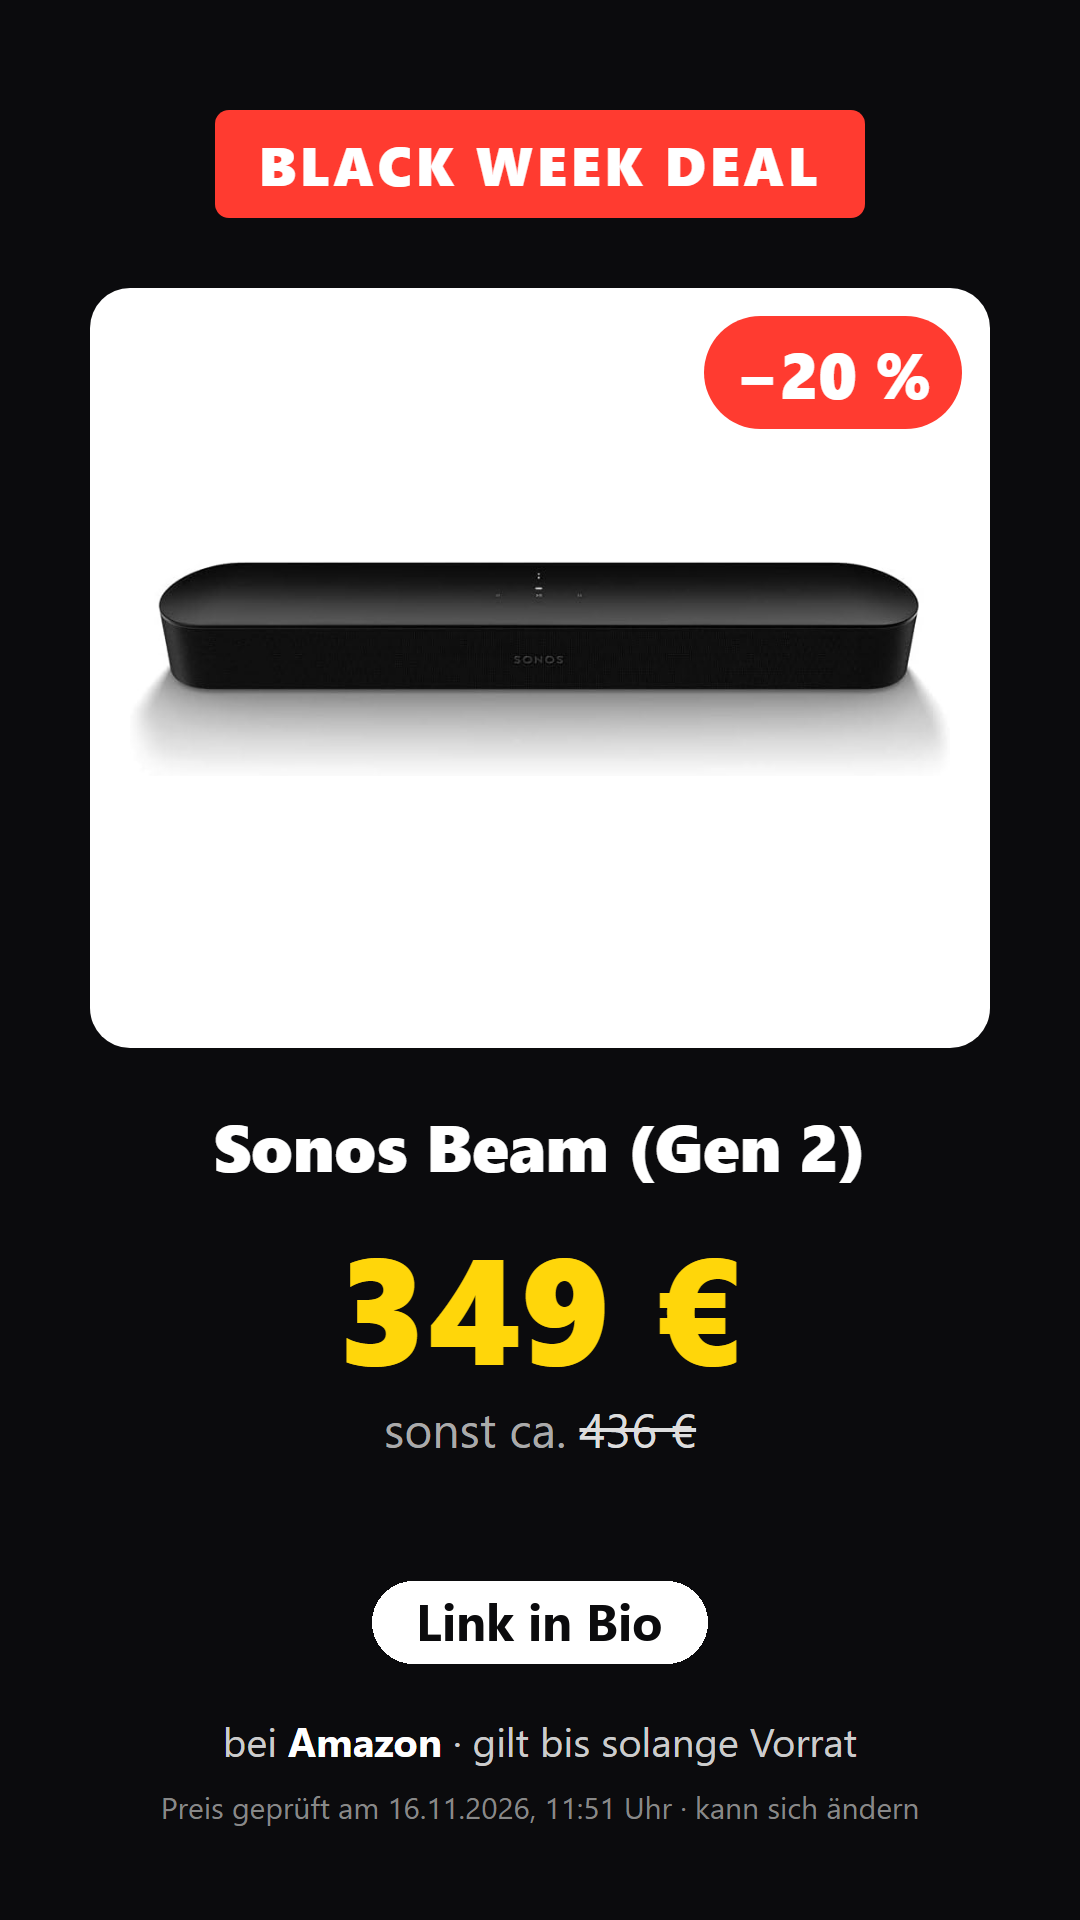 BLACK WEEK DEAL
–20 %
SONOS
Sonos Beam (Gen 2)
349 €
sonst ca. 436 €
Link in Bio
bei Amazon · gilt bis solange Vorrat
Preis geprüft am 16.11.2026, 11:51 Uhr · kann sich ändern